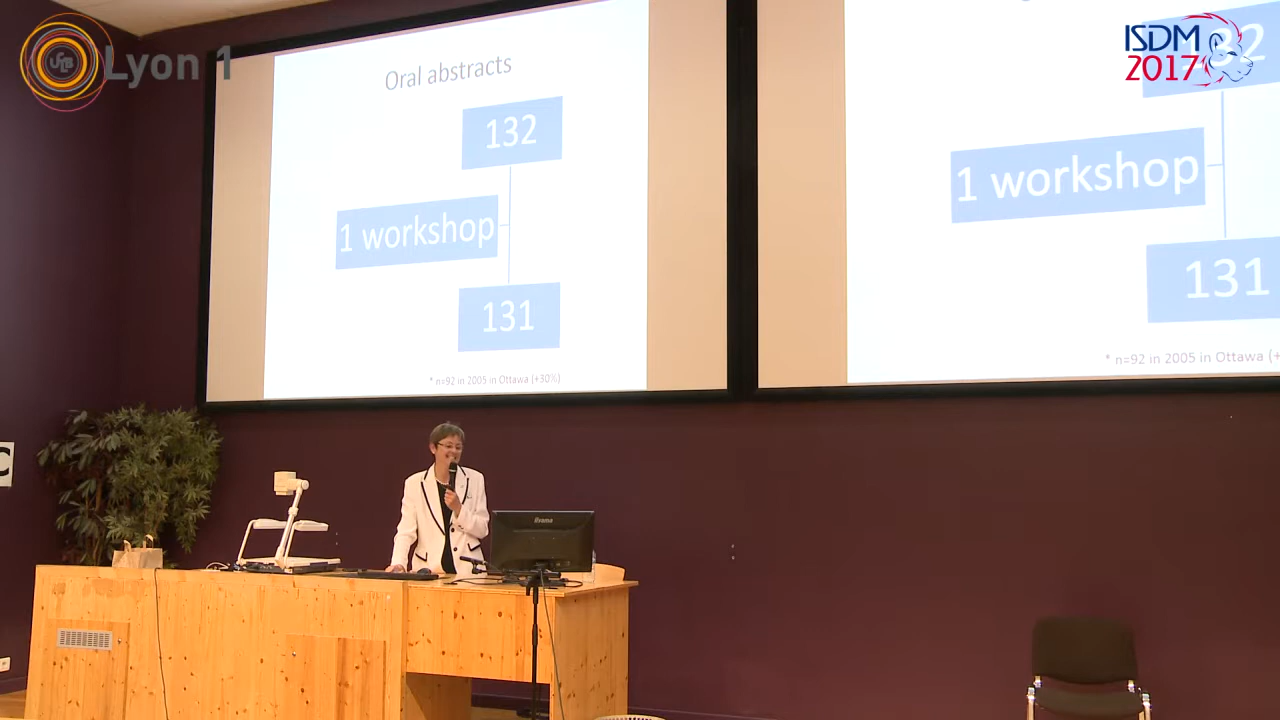 Lyon 1
ISDM
2017
Oral abstracts
132
1 workshop
131
* n=92 in 2005 in Ottawa (+30%)
132
1 workshop
131
* n=92 in 2005 in Ottawa (+
iiyama
C